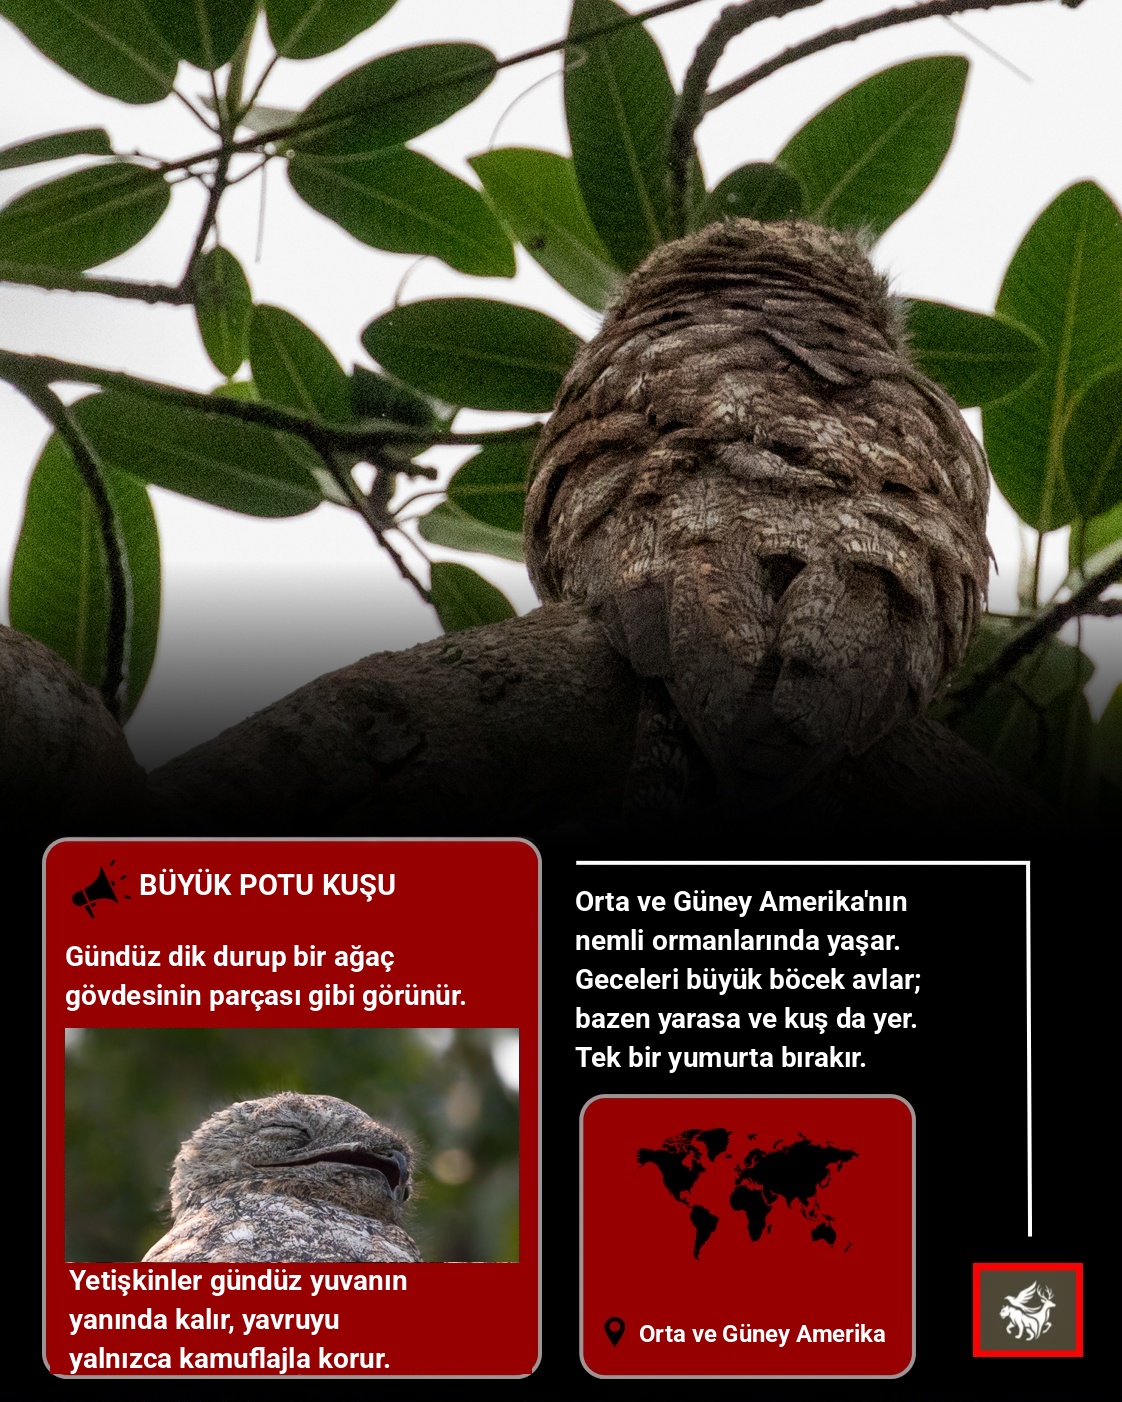 BÜYÜK POTU KUŞU
Gündüz dik durup bir ağaç
gövdesinin parçası gibi görünür.
Yetişkinler gündüz yuvanın
yanında kalır, yavruyu
yalnızca kamuflajla korur.
Orta ve Güney Amerika'nın
nemli ormanlarında yaşar.
Geceleri büyük böcek avlar;
bazen yarasa ve kuş da yer.
Tek bir yumurta bırakır.
Orta ve Güney Amerika